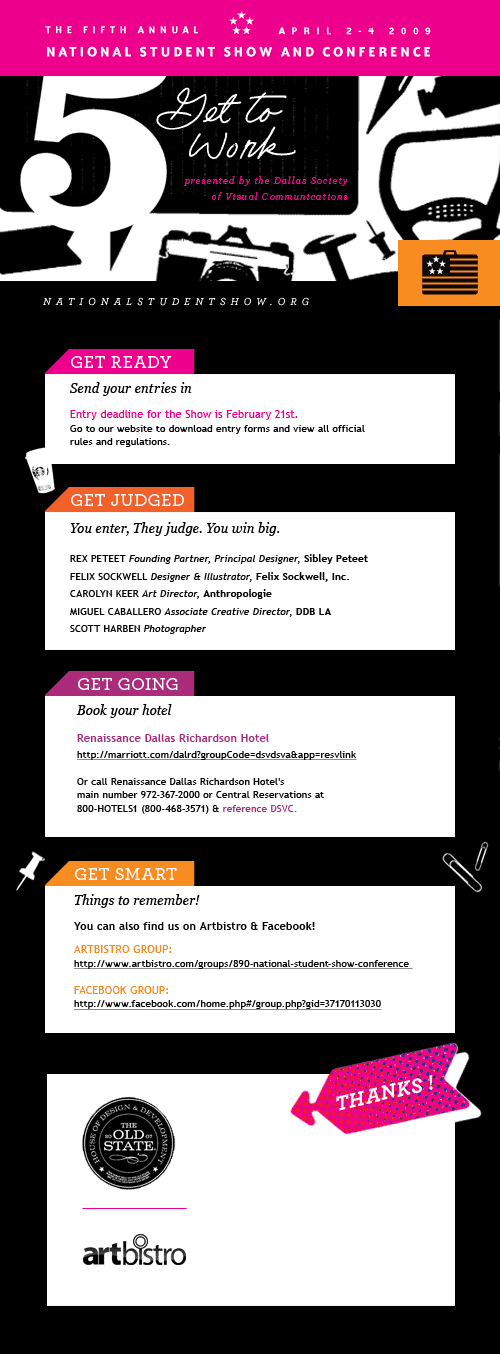 THE FIFTH ANNUAL APRIL 2-4 2009
NATIONAL STUDENT SHOW AND CONFERENCE
5
Get to
Work
presented by the Dallas Society
of Visual Communications
NATIONALSTUDENTSHOW.ORG
GET READY
Send your entries in
Entry deadline for the Show is February 21st.
Go to our website to download entry forms and view all official
rules and regulations.
GET JUDGED
You enter, They judge. You win big.
REX PETEET Founding Partner, Principal Designer, Sibley Peteet
FELIX SOCKWELL Designer & Illustrator, Felix Sockwell, Inc.
CAROLYN KEER Art Director, Anthropologie
MIGUEL CABALLERO Associate Creative Director, DDB LA
SCOTT HARBEN Photographer
GET GOING
Book your hotel
Renaissance Dallas Richardson Hotel
http://marriott.com/dalrd?groupCode=dsvdsva&app=resvlink
Or call Renaissance Dallas Richardson Hotel's
main number 972-367-2000 or Central Reservations at
800-HOTELS1 (800-468-3571) & reference DSVC.
GET SMART
Things to remember!
You can also find us on Artbistro & Facebook!
ARTBISTRO GROUP:
http://www.artbistro.com/groups/890-national-student-show-conference
FACEBOOK GROUP:
http://www.facebook.com/home.php#/group.php?gid=37170113030
THANKS!
HOUSE OF DESIGN & DEVELOPMENT
THE
20 OLD 07
STATE.
artbistro